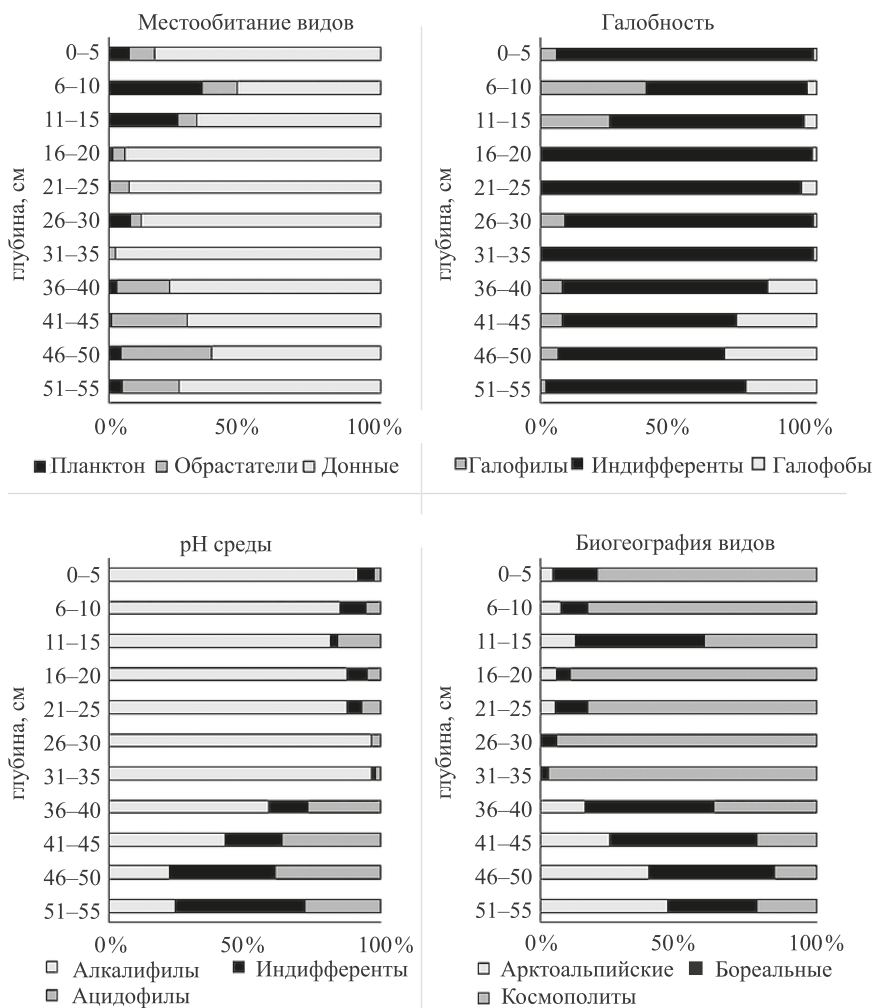 Местообитание видов
глубина, см
0–5
6–10
11–15
16–20
21–25
26–30
31–35
36–40
41–45
46–50
51–55
0% 50% 100%
Планктон Обрастатели Донные
Галобность
глубина, см
0–5
6–10
11–15
16–20
21–25
26–30
31–35
36–40
41–45
46–50
51–55
0% 50% 100%
Галофилы Индифференты Галофобы
pH среды
глубина, см
0–5
6–10
11–15
16–20
21–25
26–30
31–35
36–40
41–45
46–50
51–55
0% 50% 100%
Алкалифилы Индифференты
Ацидофилы
Биогеография видов
глубина, см
0–5
6–10
11–15
16–20
21–25
26–30
31–35
36–40
41–45
46–50
51–55
0% 50% 100%
Арктоальпийские Бореальные
Космополиты